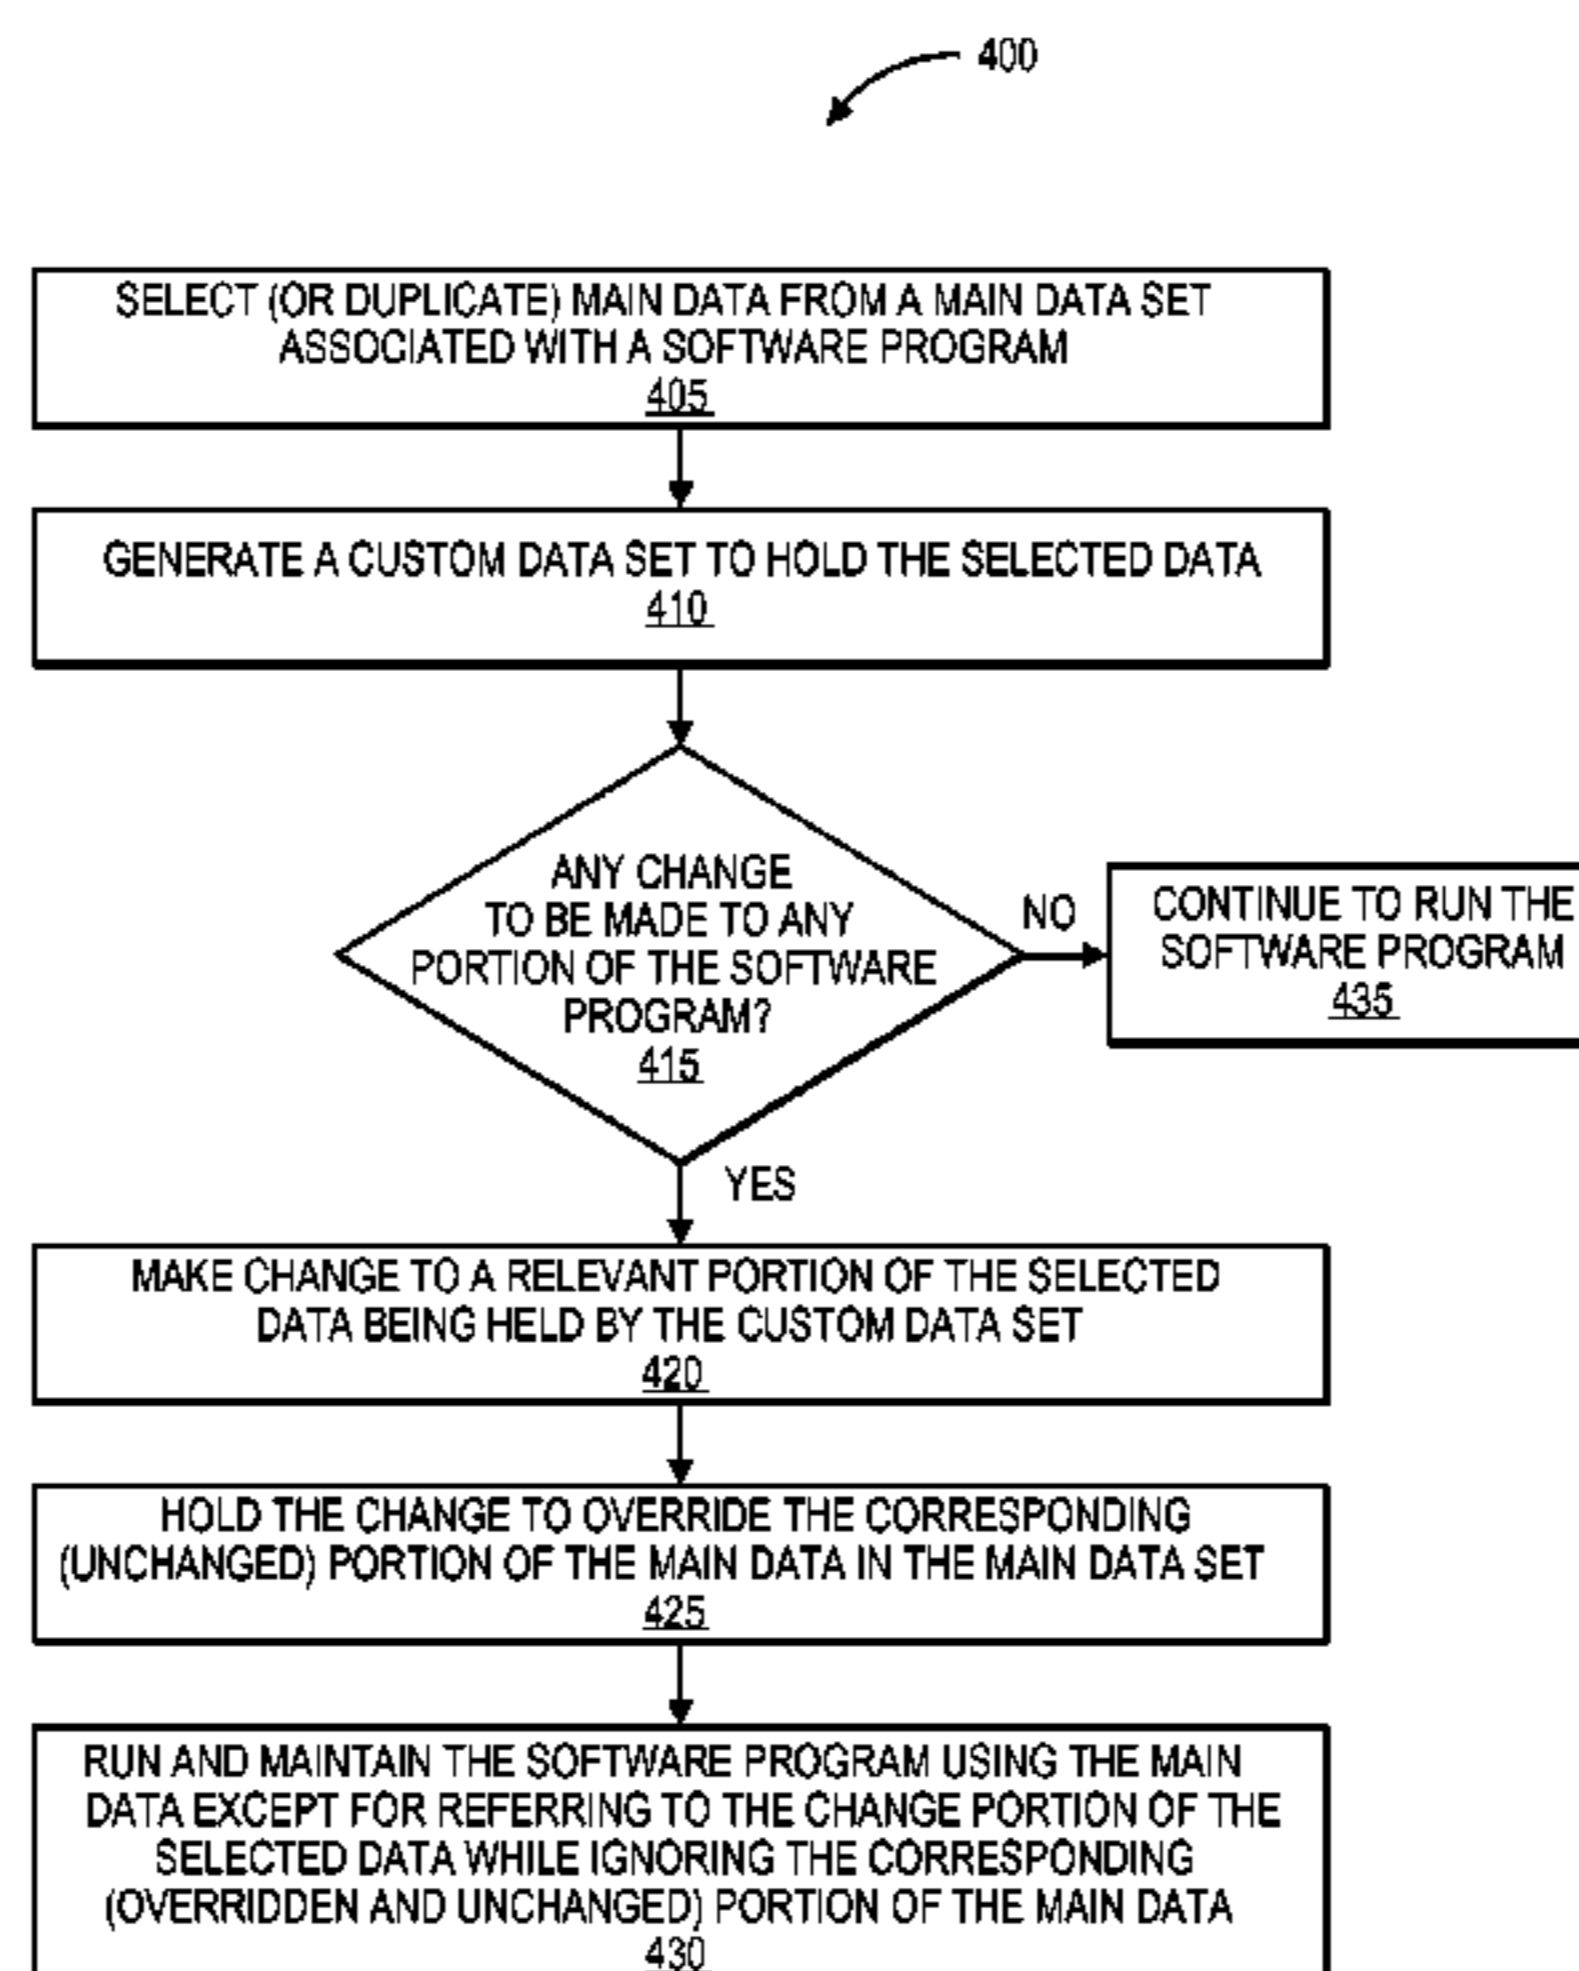 400
SELECT (OR DUPLICATE) MAIN DATA FROM A MAIN DATA SET
ASSOCIATED WITH A SOFTWARE PROGRAM
405
GENERATE A CUSTOM DATA SET TO HOLD THE SELECTED DATA
410
ANY CHANGE
TO BE MADE TO ANY
PORTION OF THE SOFTWARE
PROGRAM?
415
NO
CONTINUE TO RUN THE
SOFTWARE PROGRAM
435
YES
MAKE CHANGE TO A RELEVANT PORTION OF THE SELECTED
DATA BEING HELD BY THE CUSTOM DATA SET
420
HOLD THE CHANGE TO OVERRIDE THE CORRESPONDING
(UNCHANGED) PORTION OF THE MAIN DATA IN THE MAIN DATA SET
425
RUN AND MAINTAIN THE SOFTWARE PROGRAM USING THE MAIN
DATA EXCEPT FOR REFERRING TO THE CHANGE PORTION OF THE
SELECTED DATA WHILE IGNORING THE CORRESPONDING
(OVERRIDDEN AND UNCHANGED) PORTION OF THE MAIN DATA
430